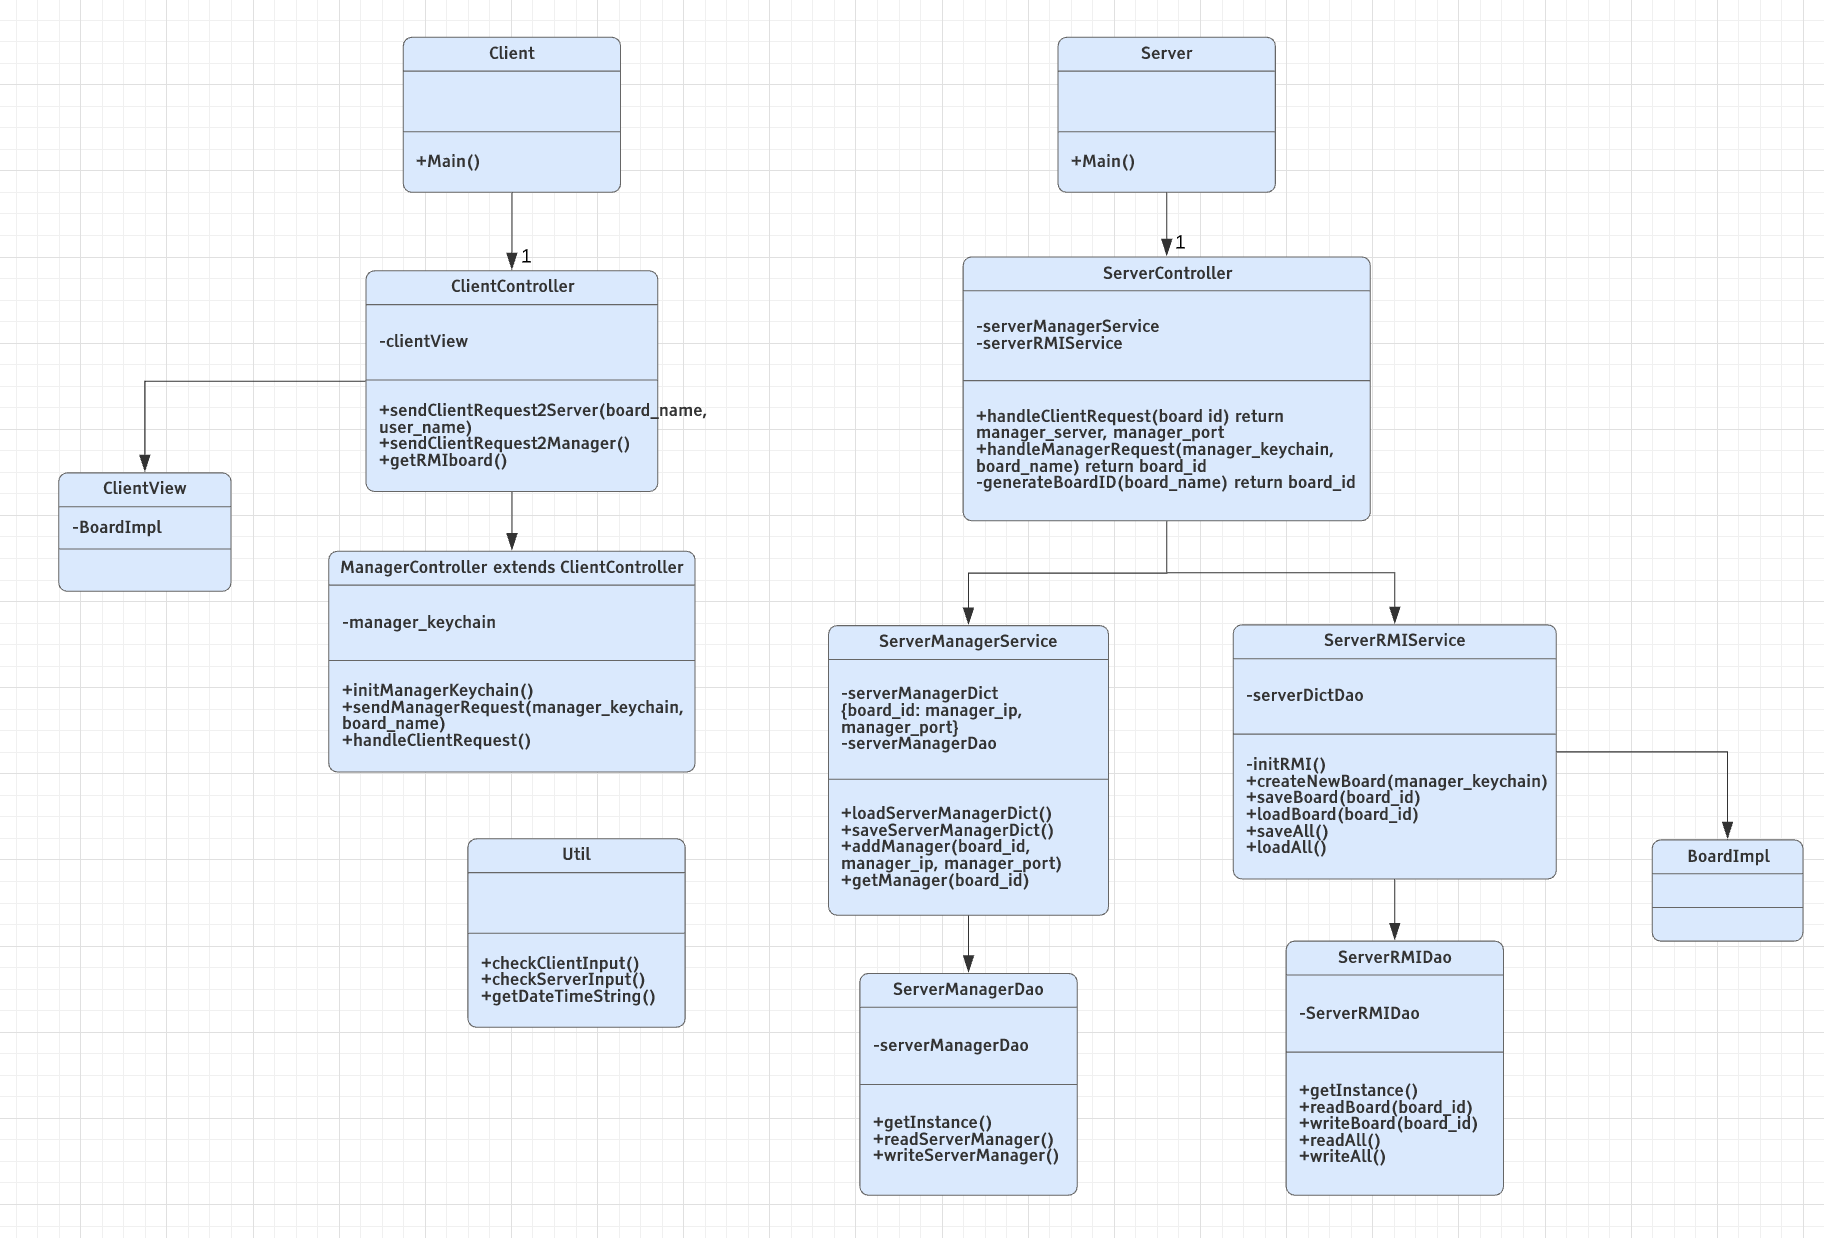 Client
+Main()
1
ClientController
-clientView
+sendClientRequest2Server(board_name,
user_name)
+sendClientRequest2Manager()
+getRMIboard()
ClientView
-BoardImpl
ManagerController extends ClientController
-manager_keychain
+initManagerKeychain()
+sendManagerRequest(manager_keychain,
board_name)
+handleClientRequest()
Util
+checkClientInput()
+checkServerInput()
+getDateTimeString()
Server
+Main()
1
ServerController
-serverManagerService
-serverRMIService
+handleClientRequest(board id) return
manager_server, manager_port
+handleManagerRequest(manager_keychain,
board_name) return board_id
-generateBoardID(board_name) return board_id
ServerManagerService
-serverManagerDict
{board_id: manager_ip,
manager_port}
-serverManagerDao
+loadServerManagerDict()
+saveServerManagerDict()
+addManager(board_id,
manager_ip, manager_port)
+getManager(board_id)
ServerManagerDao
-serverManagerDao
+getInstance()
+readServerManager()
+writeServerManager()
ServerRMIService
-serverDictDao
-initRMI()
+createNewBoard(manager_keychain)
+saveBoard(board_id)
+loadBoard(board_id)
+saveAll()
+loadAll()
BoardImpl
ServerRMIDao
-ServerRMIDao
+getInstance()
+readBoard(board_id)
+writeBoard(board_id)
+readAll()
+writeAll()